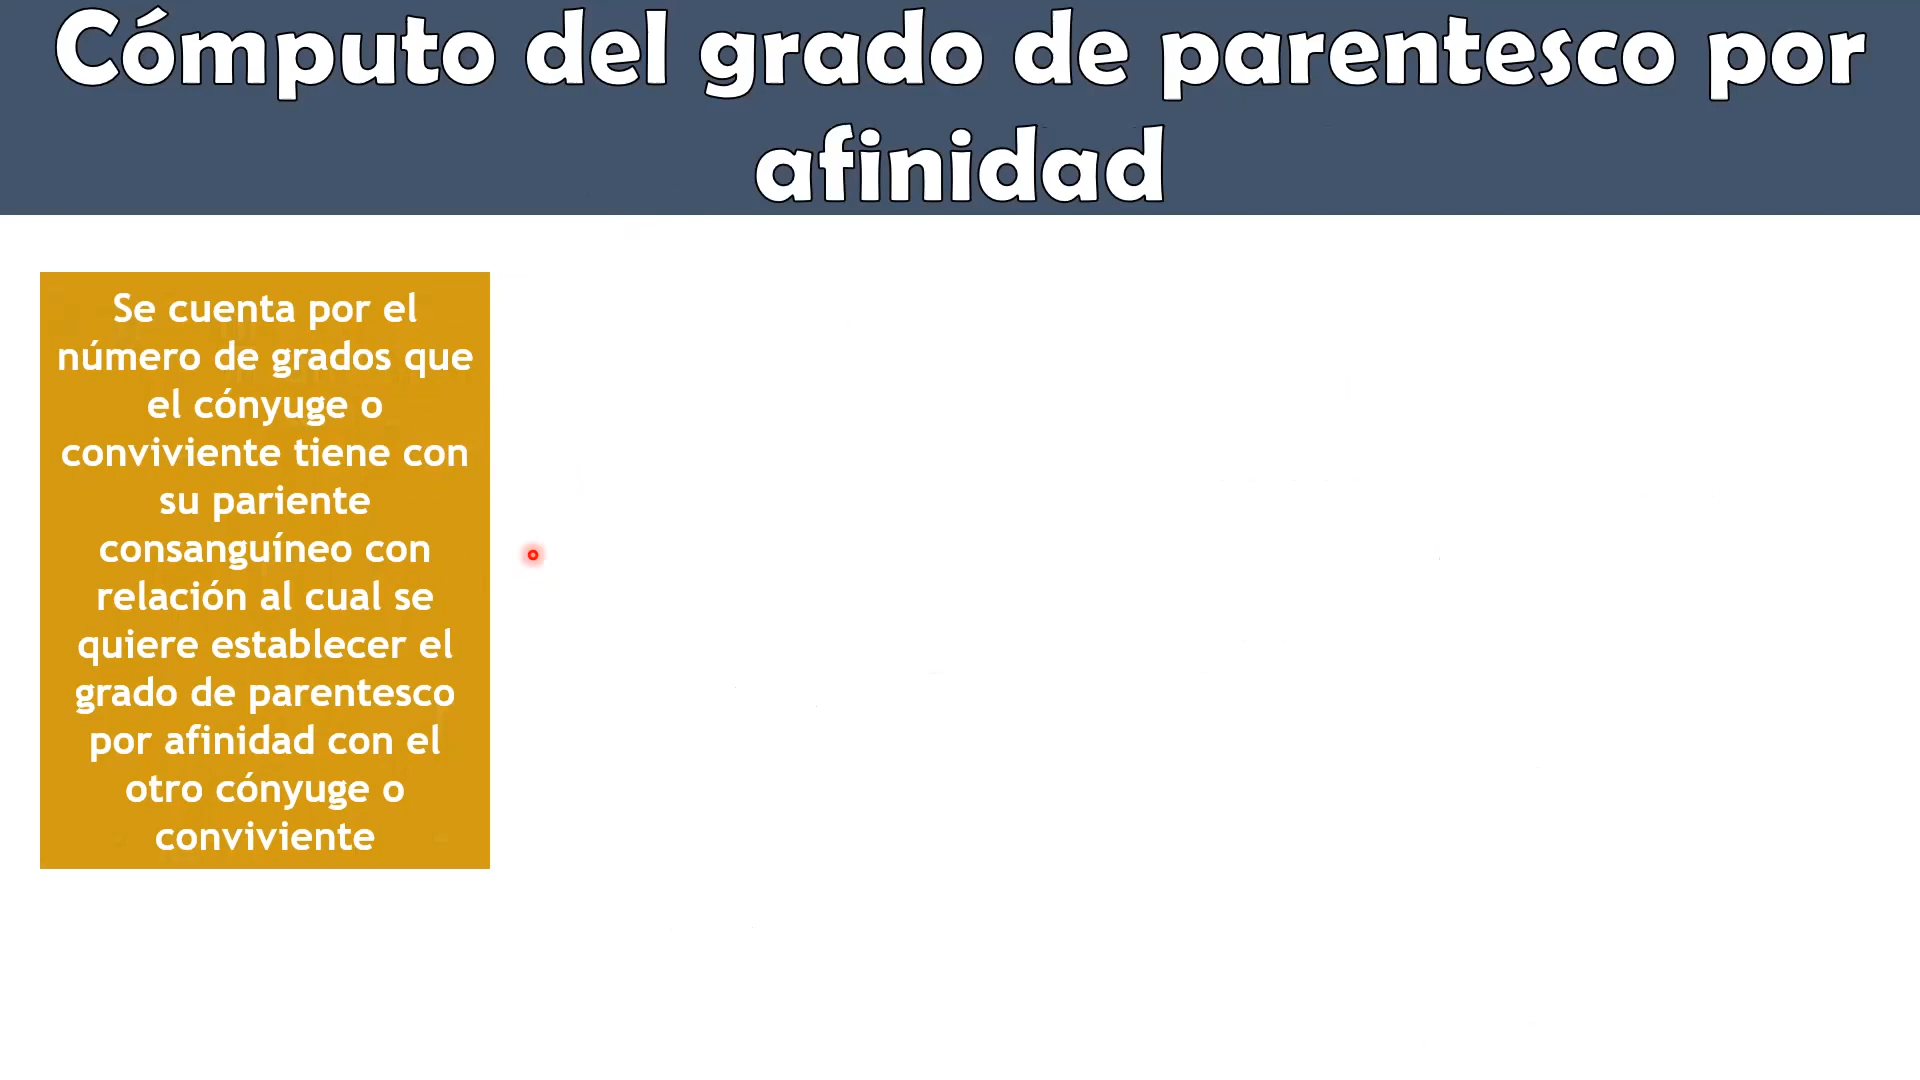 Cómputo del grado de parentesco por
afinidad
Se cuenta por el
número de grados que
el cónyuge o
conviviente tiene con
su pariente
consanguíneo con
relación al cual se
quiere establecer el
grado de parentesco
por afinidad con el
otro cónyuge o
conviviente